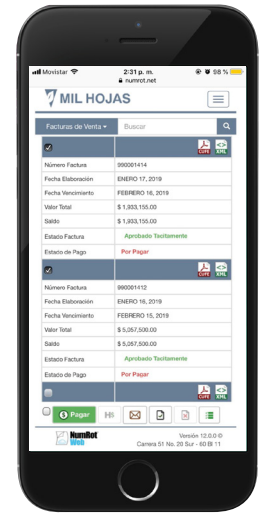 Movistar 2:31 p. m. 98 %
numrot.net
MIL HOJAS
Facturas de Venta Buscar
CUFE XML
Número Factura 990001414
Fecha Elaboración ENERO 17, 2019
Fecha Vencimiento FEBRERO 16, 2019
Valor Total $ 1,933,155.00
Saldo $ 1,933,155.00
Estado Factura Aprobado Tacitamente
Estado de Pago Por Pagar
CUFE XML
Número Factura 990001412
Fecha Elaboración ENERO 16, 2019
Fecha Vencimiento FEBRERO 15, 2019
Valor Total $ 5,057,500.00
Saldo $ 5,057,500.00
Estado Factura Aprobado Tacitamente
Estado de Pago Por Pagar
CUFE XML
$ Pagar
NumRot Versión 12.0.0 ©
Web Carrera 51 No. 20 Sur - 60 Bl 11